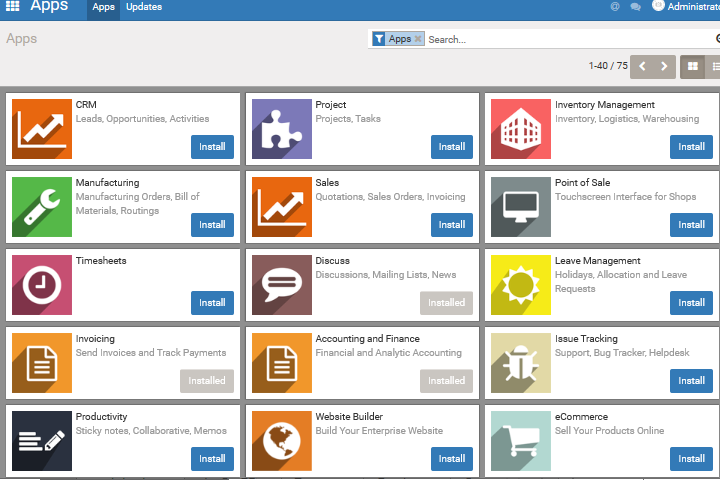 Apps
Apps Updates
@ Administrato
Apps
Apps × Search...
1-40 / 75
CRM
Leads, Opportunities, Activities
Install
Project
Projects, Tasks
Install
Inventory Management
Inventory, Logistics, Warehousing
Install
Manufacturing
Manufacturing Orders, Bill of
Materials, Routings
Install
Sales
Quotations, Sales Orders, Invoicing
Install
Point of Sale
Touchscreen Interface for Shops
Install
Timesheets
Install
Discuss
Discussions, Mailing Lists, News
Installed
Leave Management
Holidays, Allocation and Leave
Requests
Install
Invoicing
Send Invoices and Track Payments
Installed
Accounting and Finance
Financial and Analytic Accounting
Installed
Issue Tracking
Support, Bug Tracker, Helpdesk
Install
Productivity
Sticky notes, Collaborative, Memos
Install
Website Builder
Build Your Enterprise Website
Install
eCommerce
Sell Your Products Online
Install